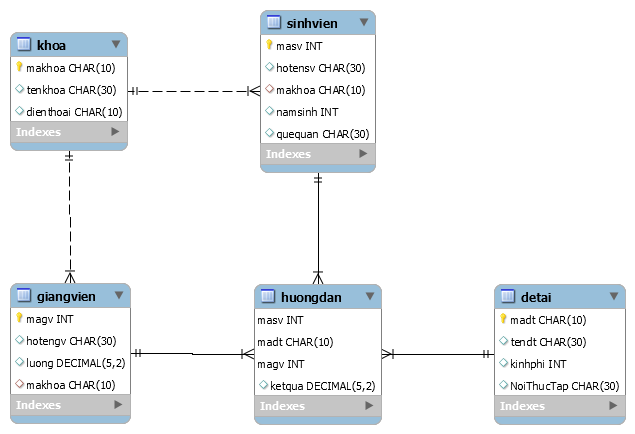 khoa
makhoa CHAR(10)
tenkhoa CHAR(30)
dienthoai CHAR(10)
Indexes
sinhvien
masv INT
hotensv CHAR(30)
makhoa CHAR(10)
namsinh INT
quequan CHAR(30)
Indexes
giangvien
magv INT
hotengv CHAR(30)
luong DECIMAL(5,2)
makhoa CHAR(10)
Indexes
huongdan
masv INT
madt CHAR(10)
magv INT
ketqua DECIMAL(5,2)
Indexes
detai
madt CHAR(10)
tendt CHAR(30)
kinhphi INT
NoiThucTap CHAR(30)
Indexes